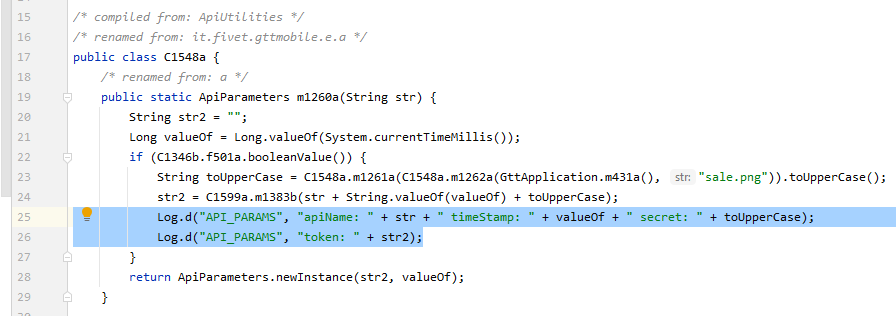 15 /* compiled from: ApiUtilities */
16 /* renamed from: it.fivet.gttmobile.e.a */
17 public class C1548a {
18 /* renamed from: a */
19 public static ApiParameters m1260a(String str) {
20 String str2 = "";
21 Long valueOf = Long.valueOf(System.currentTimeMillis());
22 if (C1346b.f501a.booleanValue()) {
23 String toUpperCase = C1548a.m1261a(C1548a.m1262a(GttApplication.m431a(), str: "sale.png")).toUpperCase();
24 str2 = C1599a.m1383b(str + String.valueOf(valueOf) + toUpperCase);
25 Log.d("API_PARAMS", "apiName: " + str + " timeStamp: " + valueOf + " secret: " + toUpperCase);
26 Log.d("API_PARAMS", "token: " + str2);
27 }
28 return ApiParameters.newInstance(str2, valueOf);
29 }